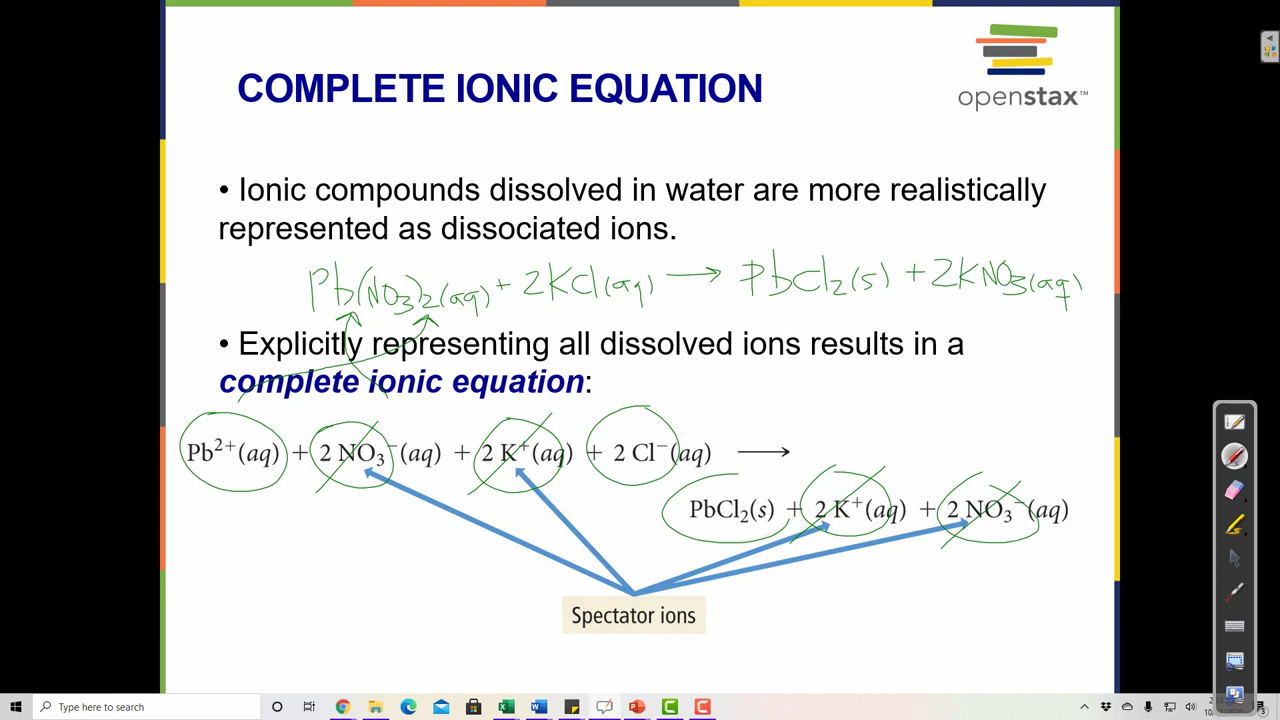 COMPLETE IONIC EQUATION
openstax™
• Ionic compounds dissolved in water are more realistically
represented as dissociated ions.
Pb(NO₃)₂(aq) + 2KCl(aq) ⟶ PbCl₂(s) + 2KNO₃(aq)
• Explicitly representing all dissolved ions results in a
complete ionic equation:
Pb²⁺(aq) + 2 NO₃⁻(aq) + 2 K⁺(aq) + 2 Cl⁻(aq) ⟶
PbCl₂(s) + 2 K⁺(aq) + 2 NO₃⁻(aq)
Spectator ions
Type here to search